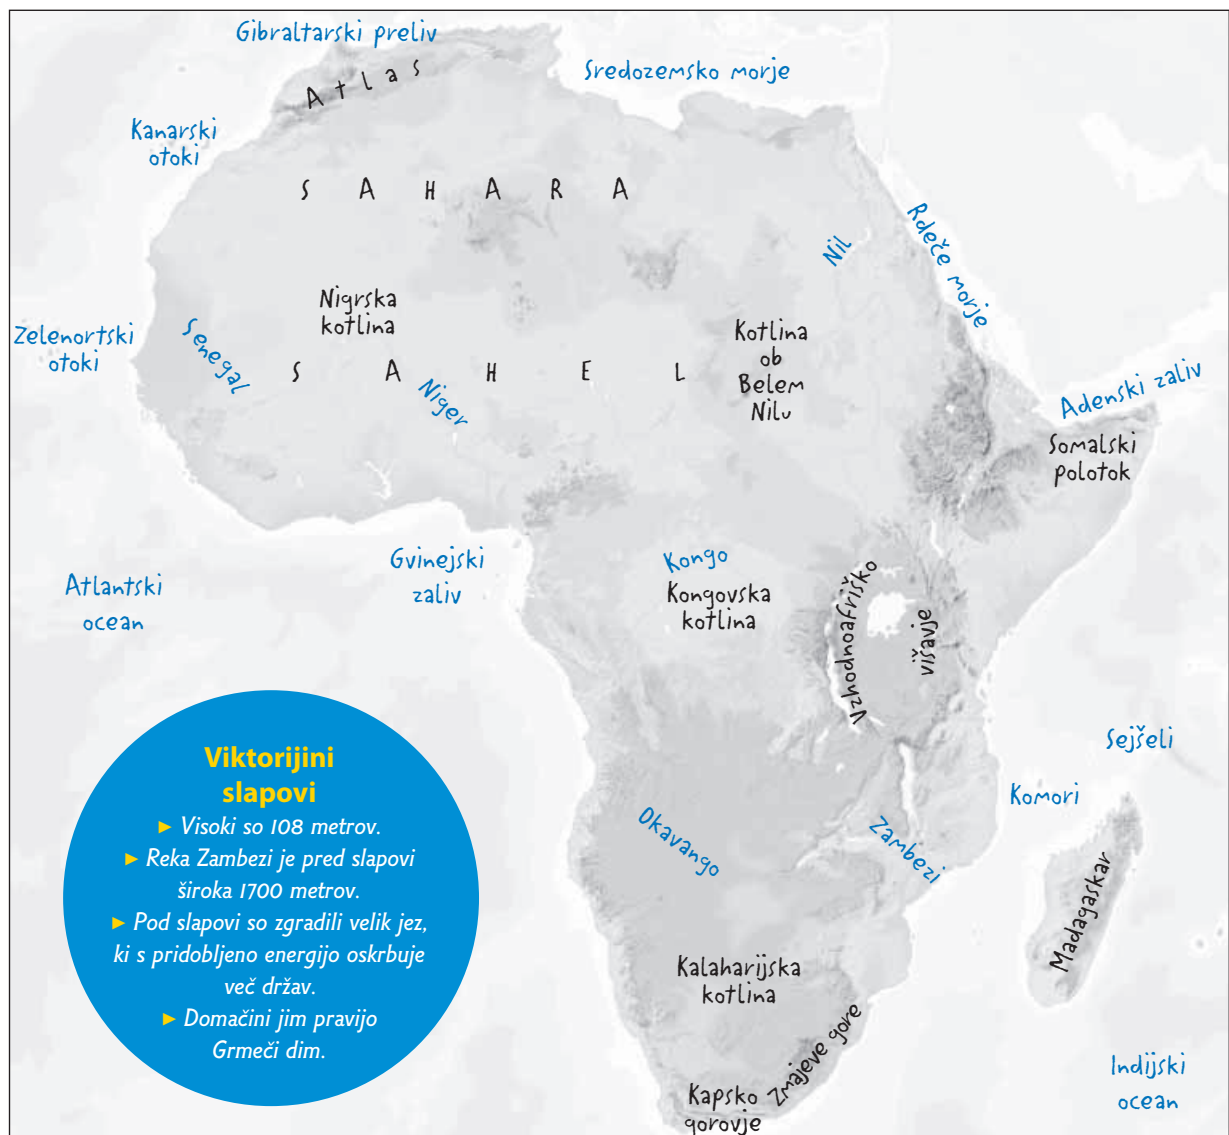 Gibraltarski preliv
Atlas
Sredozemsko morje
Kanarski
otoki
SAHARA
Rdeče morje
Nil
Nigrska
kotlina
Zelenortski
otoki
Senegal
Kotlina
ob
Belem
Nilu
SAHEL
Niger
Adenski zaliv
Somalski
polotok
Gvinejski
zaliv
Kongo
Kongovska
kotlina
Vzhodnoafriško
višavje
Atlantski
ocean
Viktorijini
slapovi
► Visoki so 108 metrov.
► Reka Zambezi je pred slapovi
široka 1700 metrov.
► Pod slapovi so zgradili velik jez,
ki s pridobljeno energijo oskrbuje
več držav.
► Domačini jim pravijo
Grmeči dim.
Sejšeli
Komori
Okavango
Zambezi
Madagaskar
Kalaharijska
kotlina
Zmajeve gore
Kapsko
gorovje
Indijski
ocean